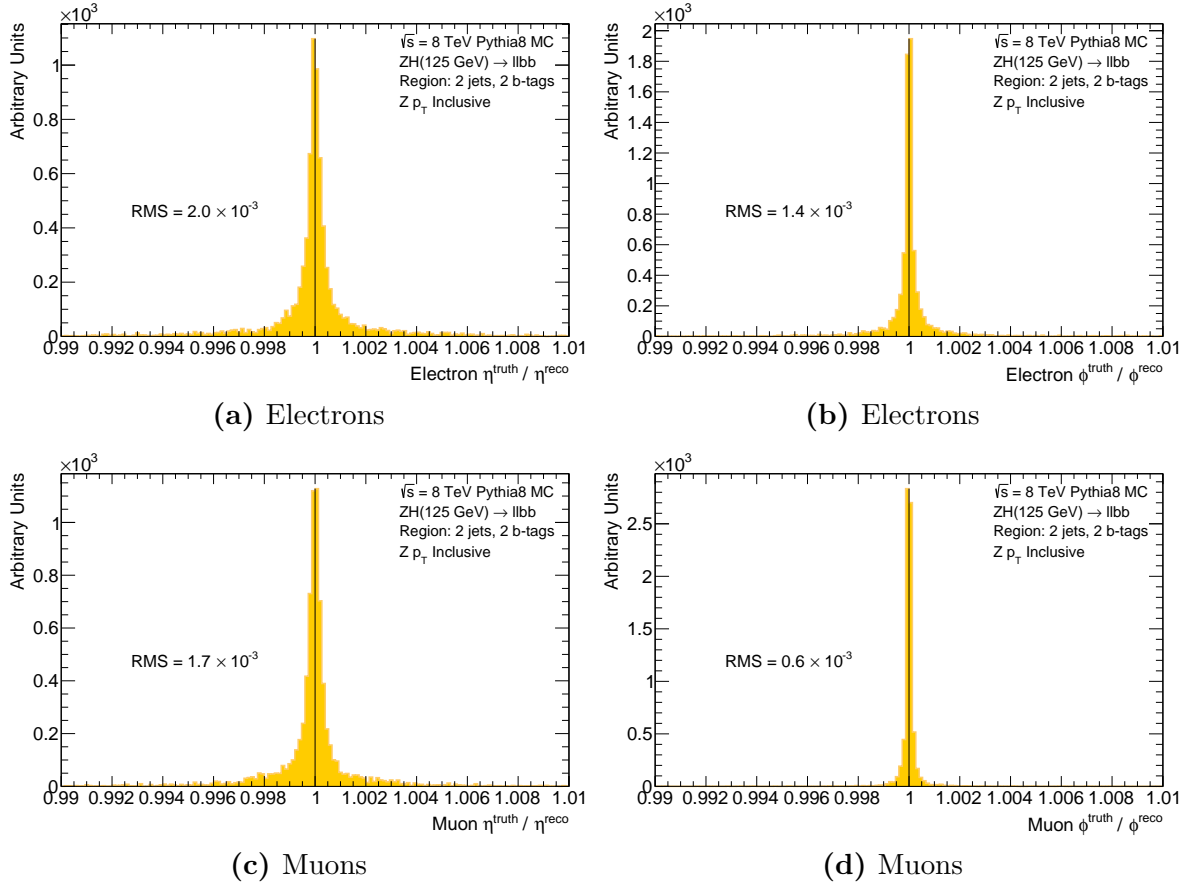 ×10³
Arbitrary Units
1
0.8
0.6
0.4
0.2
0
√s = 8 TeV Pythia8 MC
ZH(125 GeV) → llbb
Region: 2 jets, 2 b-tags
Z p_T Inclusive
RMS = 2.0 × 10⁻³
0.99 0.992 0.994 0.996 0.998 1 1.002 1.004 1.006 1.008 1.01
Electron η^truth / η^reco
(a) Electrons
×10³
Arbitrary Units
2
1.8
1.6
1.4
1.2
1
0.8
0.6
0.4
0.2
0
√s = 8 TeV Pythia8 MC
ZH(125 GeV) → llbb
Region: 2 jets, 2 b-tags
Z p_T Inclusive
RMS = 1.4 × 10⁻³
0.99 0.992 0.994 0.996 0.998 1 1.002 1.004 1.006 1.008 1.01
Electron ϕ^truth / ϕ^reco
(b) Electrons
×10³
Arbitrary Units
1
0.8
0.6
0.4
0.2
0
√s = 8 TeV Pythia8 MC
ZH(125 GeV) → llbb
Region: 2 jets, 2 b-tags
Z p_T Inclusive
RMS = 1.7 × 10⁻³
0.99 0.992 0.994 0.996 0.998 1 1.002 1.004 1.006 1.008 1.01
Muon η^truth / η^reco
(c) Muons
×10³
Arbitrary Units
2.5
2
1.5
1
0.5
0
√s = 8 TeV Pythia8 MC
ZH(125 GeV) → llbb
Region: 2 jets, 2 b-tags
Z p_T Inclusive
RMS = 0.6 × 10⁻³
0.99 0.992 0.994 0.996 0.998 1 1.002 1.004 1.006 1.008 1.01
Muon ϕ^truth / ϕ^reco
(d) Muons